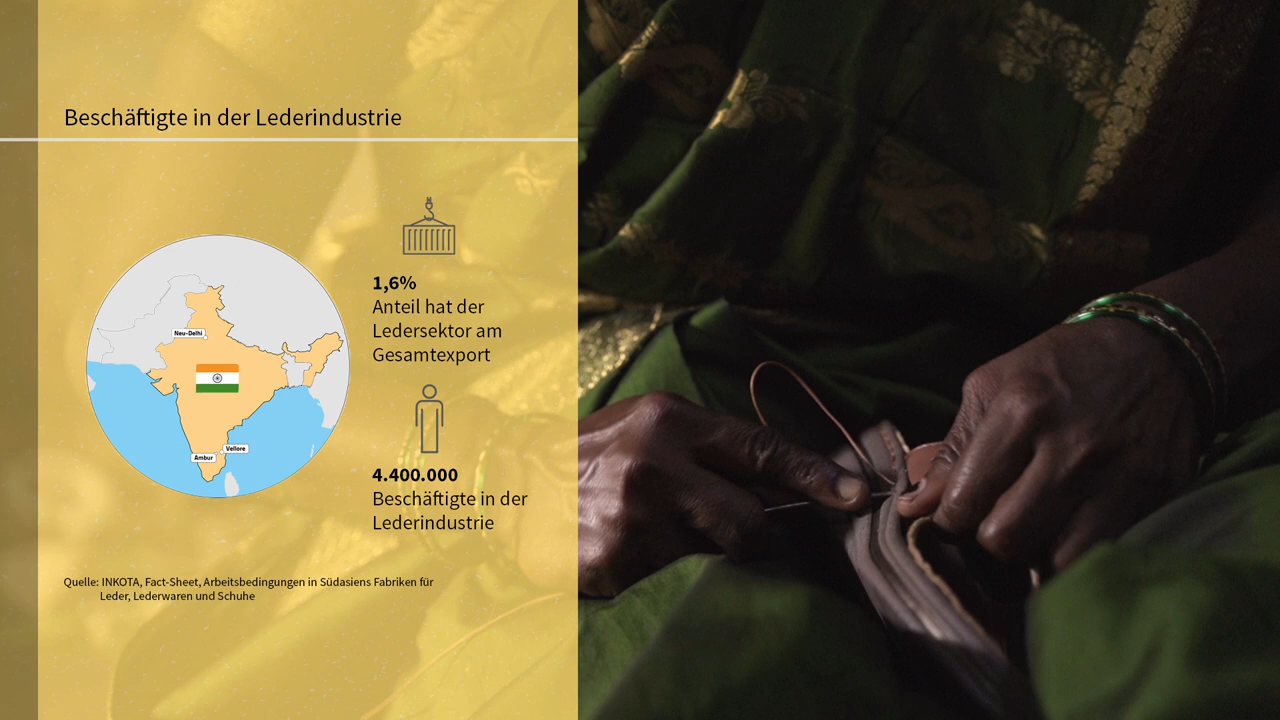 Beschäftigte in der Lederindustrie
Neu-Delhi
Vellore
Ambur
1,6%
Anteil hat der
Ledersektor am
Gesamtexport
4.400.000
Beschäftigte in der
Lederindustrie
Quelle: INKOTA, Fact-Sheet, Arbeitsbedingungen in Südasiens Fabriken für
Leder, Lederwaren und Schuhe